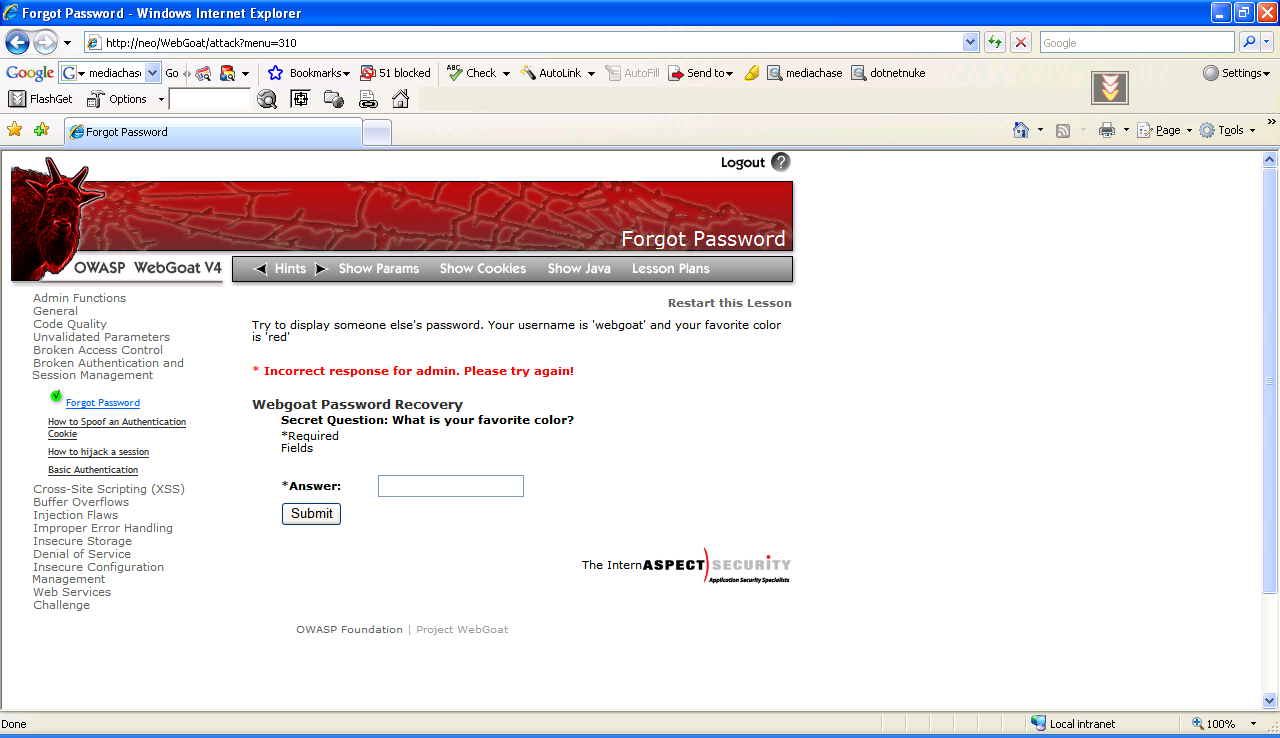 Forgot Password - Windows Internet Explorer
http://neo/WebGoat/attack?menu=310
Google
Google G mediachas Go Bookmarks 51 blocked ABC Check AutoLink AutoFill Send to mediachase dotnetnuke Settings
FlashGet Options
Forgot Password Page Tools
Logout ?
Forgot Password
OWASP WebGoat V4
Hints Show Params Show Cookies Show Java Lesson Plans
Admin Functions
General
Code Quality
Unvalidated Parameters
Broken Access Control
Broken Authentication and
Session Management
Forgot Password
How to Spoof an Authentication
Cookie
How to hijack a session
Basic Authentication
Cross-Site Scripting (XSS)
Buffer Overflows
Injection Flaws
Improper Error Handling
Insecure Storage
Denial of Service
Insecure Configuration
Management
Web Services
Challenge
Restart this Lesson
Try to display someone else's password. Your username is 'webgoat' and your favorite color
is 'red'
* Incorrect response for admin. Please try again!
Webgoat Password Recovery
Secret Question: What is your favorite color?
*Required
Fields
*Answer:
Submit
The Intern ASPECT SECURITY
Application Security Specialists
OWASP Foundation | Project WebGoat
Done Local intranet 100%